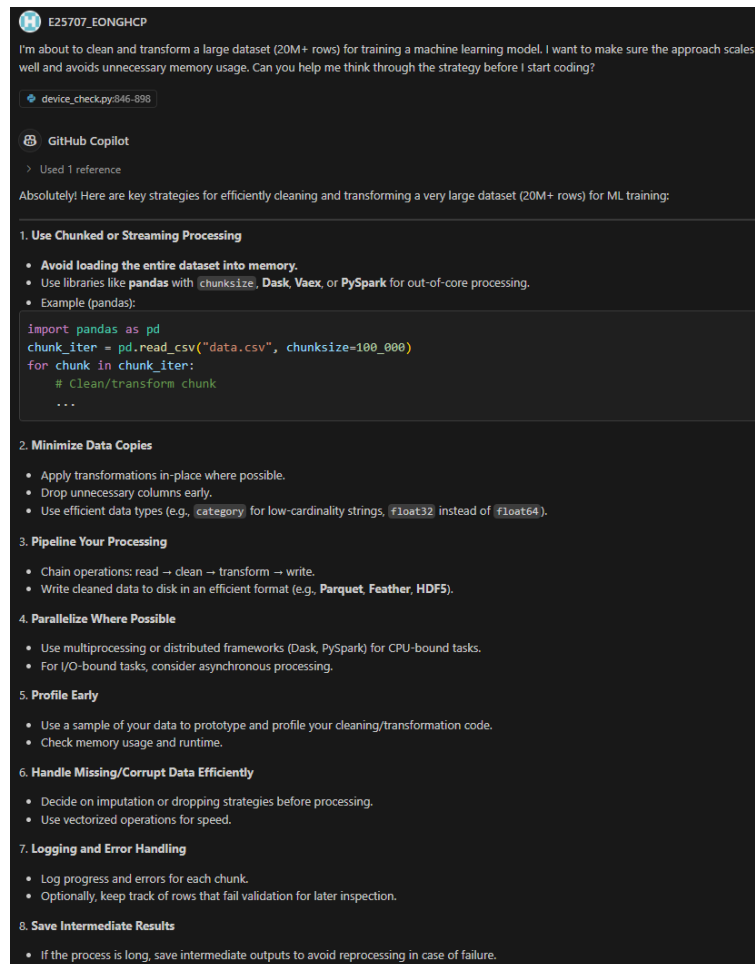 E25707_EONGHCP
I'm about to clean and transform a large dataset (20M+ rows) for training a machine learning model. I want to make sure the approach scales
well and avoids unnecessary memory usage. Can you help me think through the strategy before I start coding?
device_check.py:846-898
GitHub Copilot
> Used 1 reference
Absolutely! Here are key strategies for efficiently cleaning and transforming a very large dataset (20M+ rows) for ML training:
1. Use Chunked or Streaming Processing
• Avoid loading the entire dataset into memory.
• Use libraries like pandas with chunksize, Dask, Vaex, or PySpark for out-of-core processing.
• Example (pandas):
import pandas as pd
chunk_iter = pd.read_csv("data.csv", chunksize=100_000)
for chunk in chunk_iter:
    # Clean/transform chunk
    ...
2. Minimize Data Copies
• Apply transformations in-place where possible.
• Drop unnecessary columns early.
• Use efficient data types (e.g., category for low-cardinality strings, float32 instead of float64).
3. Pipeline Your Processing
• Chain operations: read → clean → transform → write.
• Write cleaned data to disk in an efficient format (e.g., Parquet, Feather, HDF5).
4. Parallelize Where Possible
• Use multiprocessing or distributed frameworks (Dask, PySpark) for CPU-bound tasks.
• For I/O-bound tasks, consider asynchronous processing.
5. Profile Early
• Use a sample of your data to prototype and profile your cleaning/transformation code.
• Check memory usage and runtime.
6. Handle Missing/Corrupt Data Efficiently
• Decide on imputation or dropping strategies before processing.
• Use vectorized operations for speed.
7. Logging and Error Handling
• Log progress and errors for each chunk.
• Optionally, keep track of rows that fail validation for later inspection.
8. Save Intermediate Results
• If the process is long, save intermediate outputs to avoid reprocessing in case of failure.